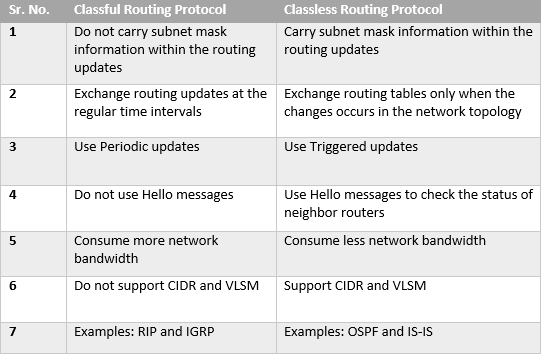 Sr. No. Classful Routing Protocol Classless Routing Protocol
1 Do not carry subnet mask Carry subnet mask information within the
information within the routing routing updates
updates
2 Exchange routing updates at the Exchange routing tables only when the
regular time intervals changes occurs in the network topology
3 Use Periodic updates Use Triggered updates
4 Do not use Hello messages Use Hello messages to check the status of
neighbor routers
5 Consume more network Consume less network bandwidth
bandwidth
6 Do not support CIDR and VLSM Support CIDR and VLSM
7 Examples: RIP and IGRP Examples: OSPF and IS-IS